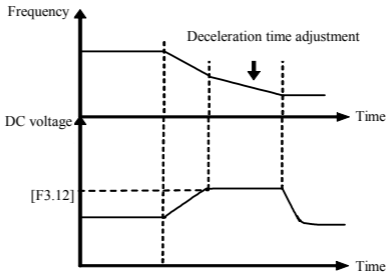 Frequency
Deceleration time adjustment
Time
DC voltage
[F3.12]
Time